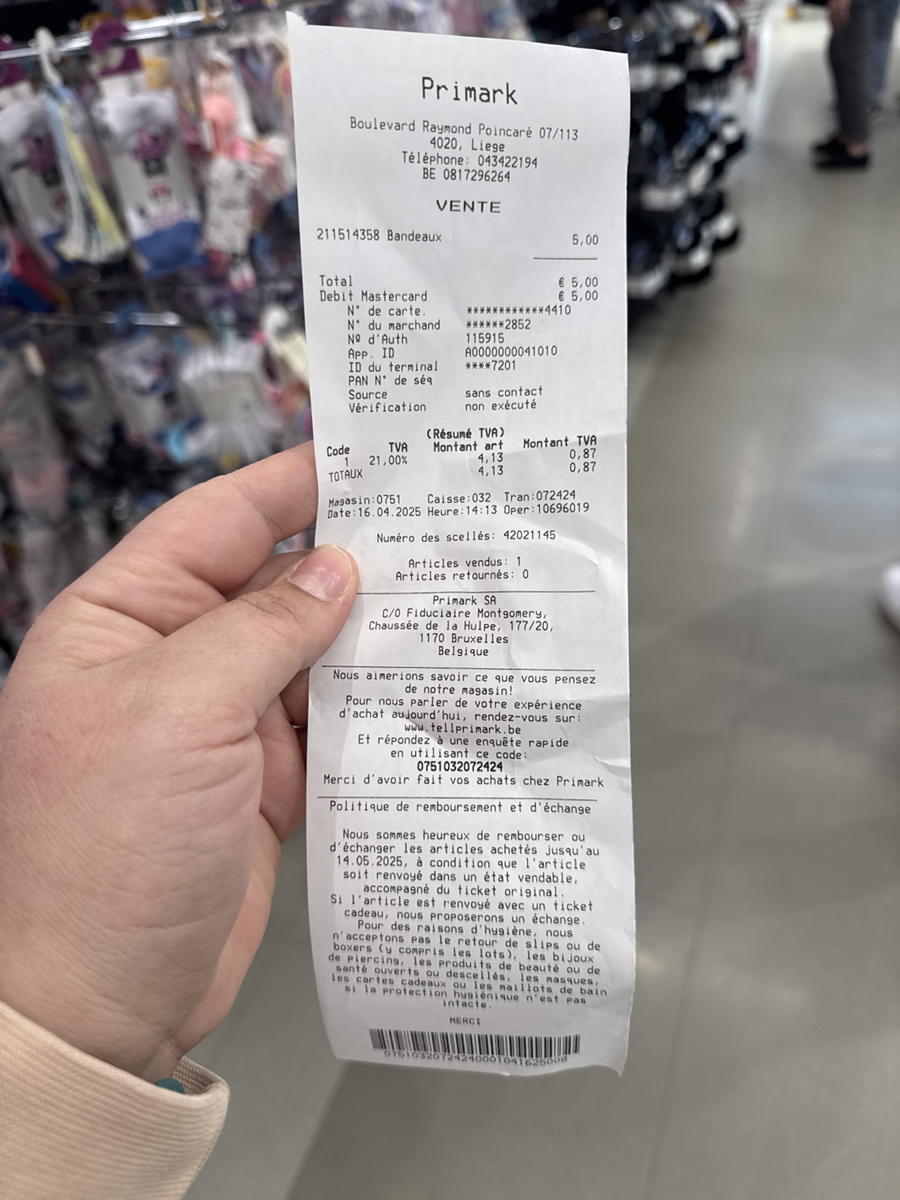 Primark
Boulevard Raymond Poincaré 07/113
4020, Liege
Téléphone: 043422194
BE 0817296264
VENTE
211514358 Bandeaux 5,00
Total € 5,00
Debit Mastercard € 5,00
N° de carte. ************4410
N° du marchand ******2852
Nº d'Auth 115915
App. ID A0000000041010
ID du terminal ****7201
PAN N° de séq
Source sans contact
Vérification non exécuté
(Résumé TVA)
Code TVA Montant art Montant TVA
1 21,00% 4,13 0,87
TOTAUX 4,13 0,87
Magasin:0751 Caisse:032 Tran:072424
Date:16.04.2025 Heure:14:13 Oper:10696019
Numéro des scellés: 42021145
Articles vendus: 1
Articles retournés: 0
Primark SA
C/O Fiduciaire Montgomery,
Chaussée de la Hulpe, 177/20,
1170 Bruxelles
Belgique
Nous aimerions savoir ce que vous pensez
de notre magasin!
Pour nous parler de votre expérience
d'achat aujourd'hui, rendez-vous sur:
www.tellprimark.be
Et répondez à une enquête rapide
en utilisant ce code:
0751032072424
Merci d'avoir fait vos achats chez Primark
Politique de remboursement et d'échange
Nous sommes heureux de rembourser ou
d'échanger les articles achetés jusqu'au
14.05.2025, à condition que l'article
soit renvoyé dans un état vendable,
accompagné du ticket original.
Si l'article est renvoyé avec un ticket
cadeau, nous proposerons un échange.
Pour des raisons d'hygiène, nous
n'acceptons pas le retour de slips ou de
boxers (y compris les lots), les bijoux
de piercing, les produits de beauté ou de
santé ouverts ou descellés, les masques,
les cartes cadeaux ou les maillots de bain
si la protection hygiénique n'est pas
intacte.
MERCI
07510320724240001041625008